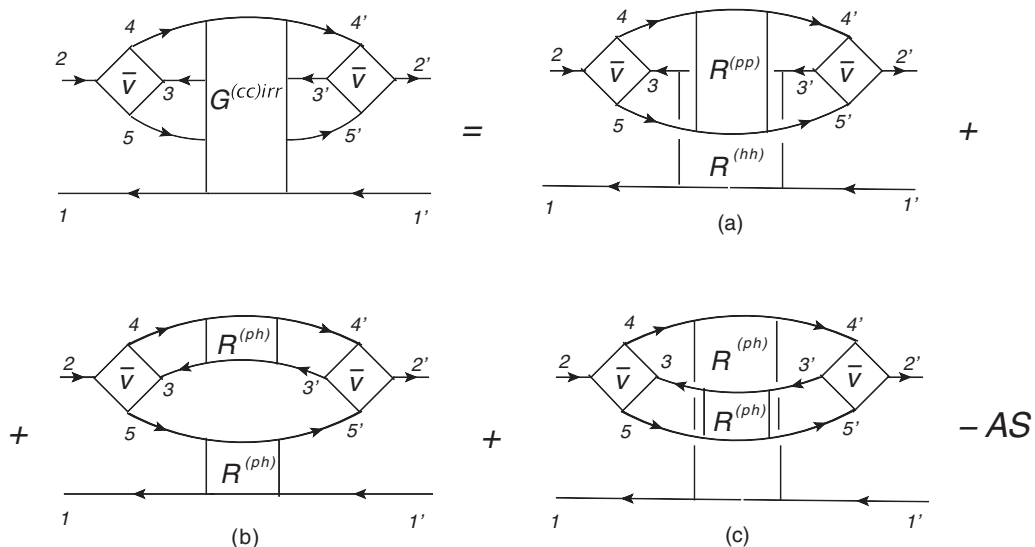 4 4' 4 4'
2 v̅ 3 G^(cc)irr 3' v̅ 2' 2 v̅ 3 R^(pp) 3' v̅ 2'
5 5' = 5 5' +
R^(hh)
1 1' 1 1'
(a)
4 4' 4 4'
2 v̅ 3 R^(ph) 3' v̅ 2' 2 v̅ 3 R^(ph) 3' v̅ 2'
+ 5 5' + 5 R^(ph) 5' – AS
R^(ph)
1 1' 1 1'
(b) (c)